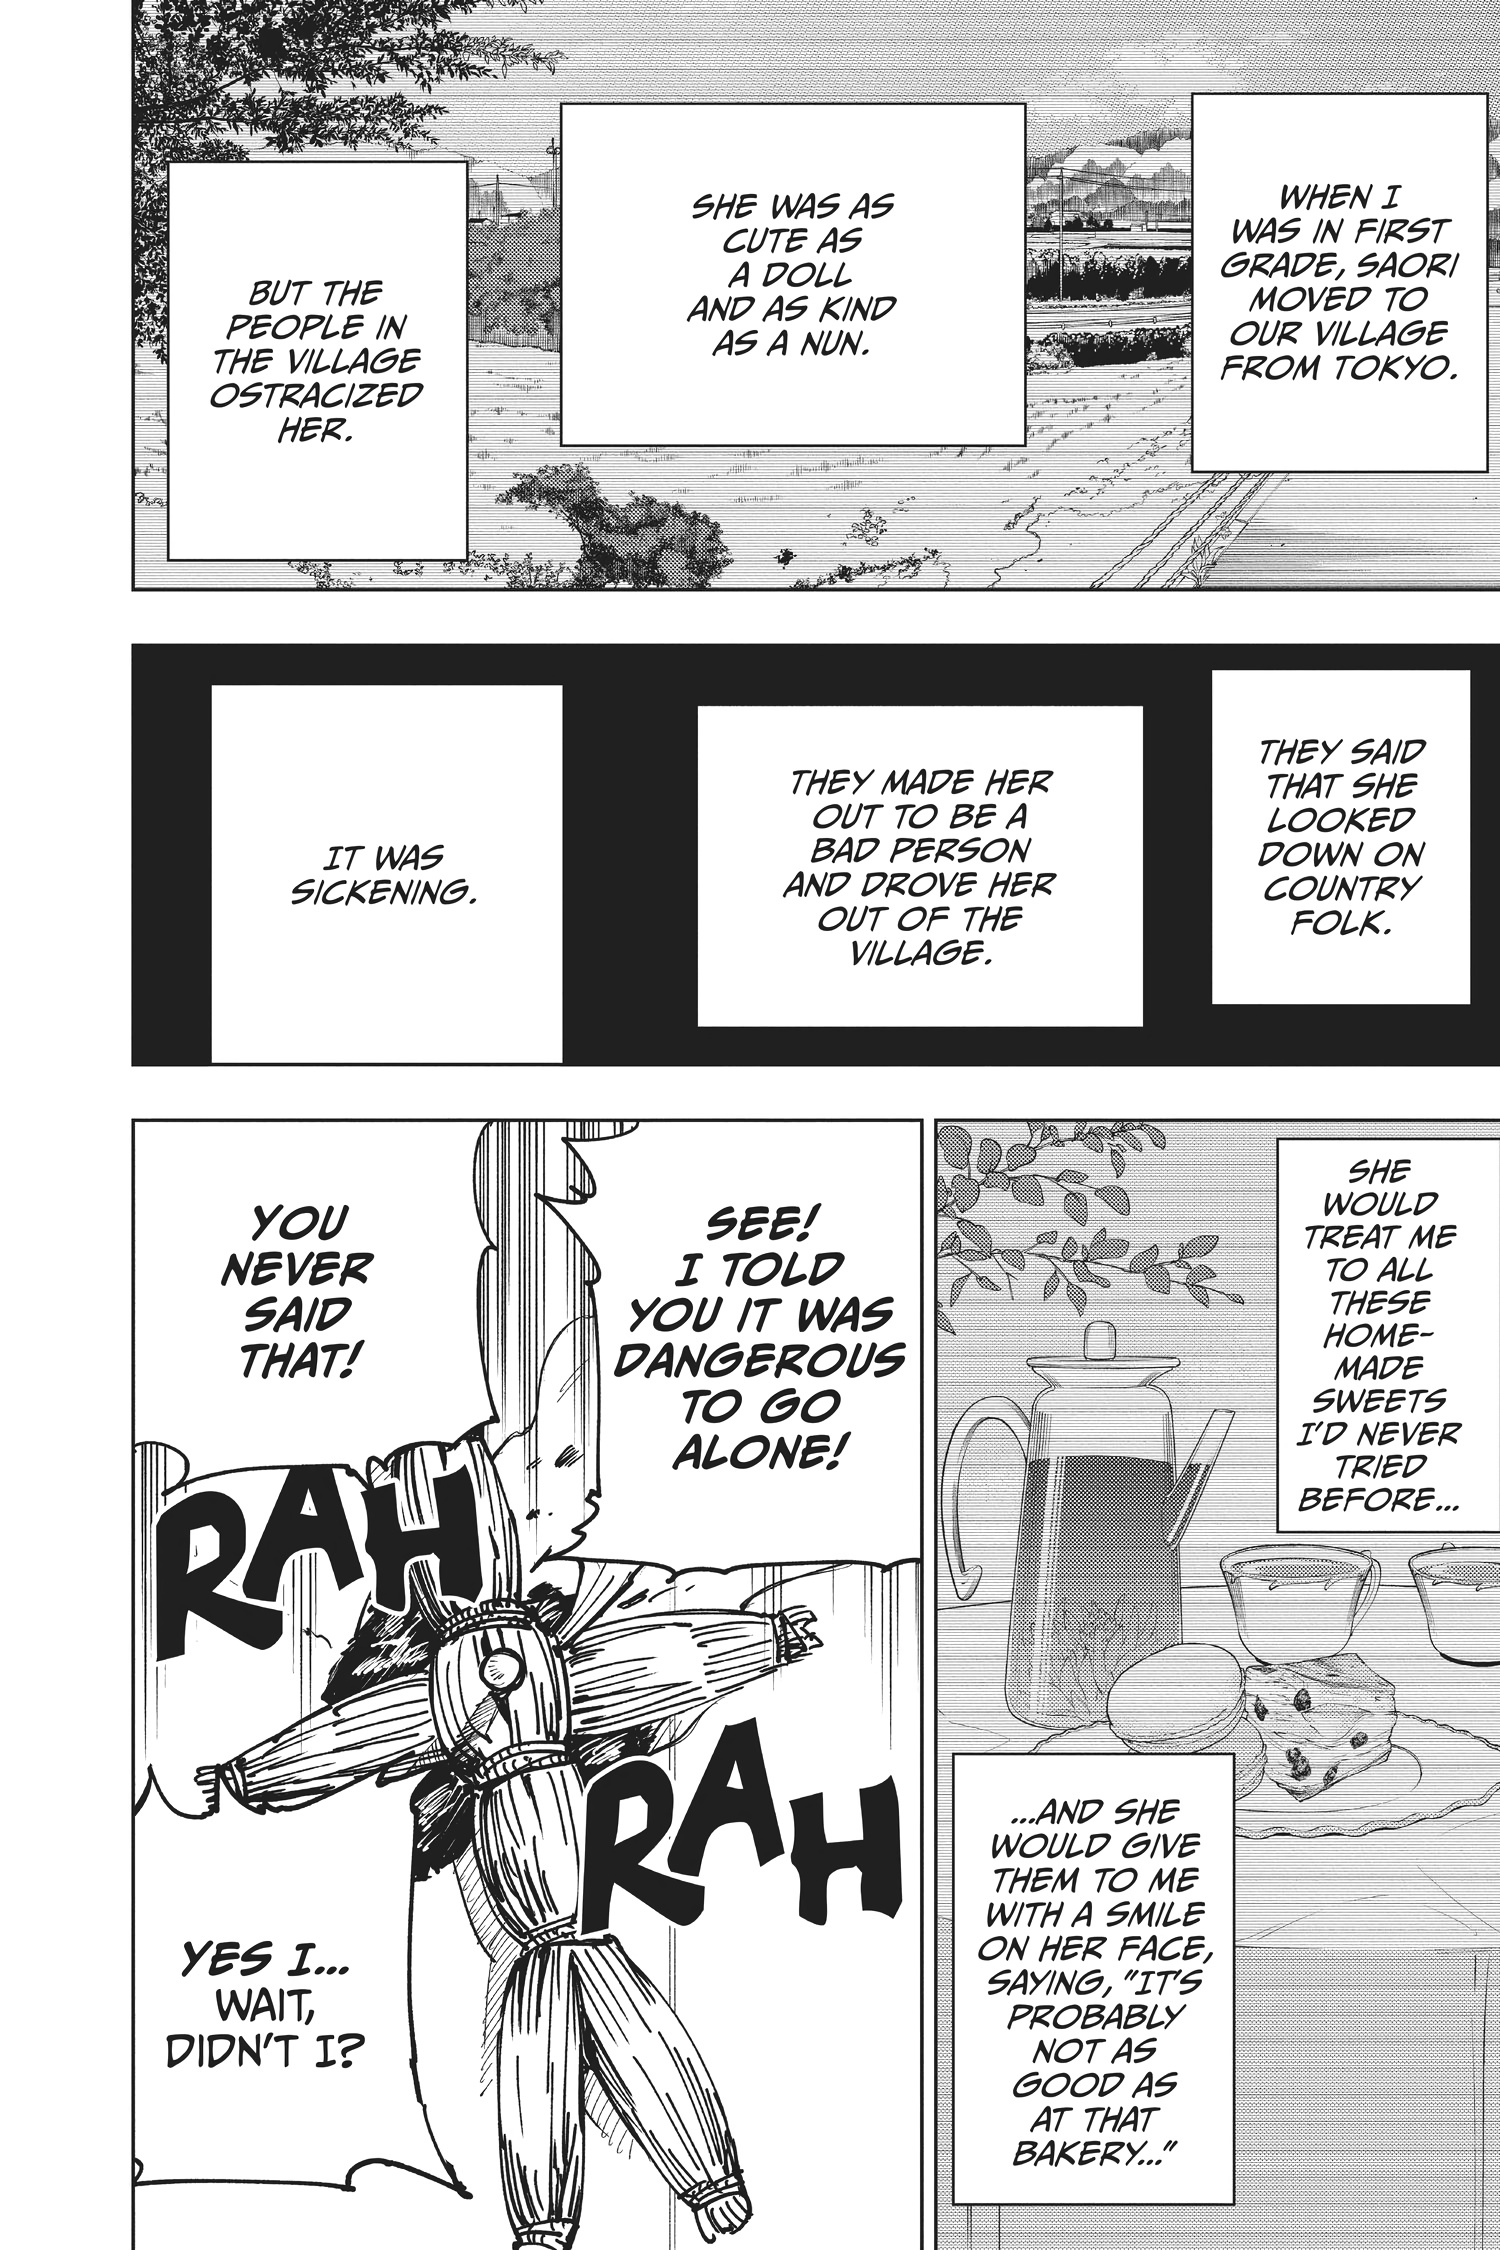 WHEN I
WAS IN FIRST
GRADE, SAORI
MOVED TO
OUR VILLAGE
FROM TOKYO.
SHE WAS AS
CUTE AS
A DOLL
AND AS KIND
AS A NUN.
BUT THE
PEOPLE IN
THE VILLAGE
OSTRACIZED
HER.
THEY SAID
THAT SHE
LOOKED
DOWN ON
COUNTRY
FOLK.
THEY MADE HER
OUT TO BE A
BAD PERSON
AND DROVE HER
OUT OF THE
VILLAGE.
IT WAS
SICKENING.
SHE
WOULD
TREAT ME
TO ALL
THESE
HOME-
MADE
SWEETS
I'D NEVER
TRIED
BEFORE...
...AND SHE
WOULD GIVE
THEM TO ME
WITH A SMILE
ON HER FACE,
SAYING, "IT'S
PROBABLY
NOT AS
GOOD AS
AT THAT
BAKERY..."
SEE!
I TOLD
YOU IT WAS
DANGEROUS
TO GO
ALONE!
YOU
NEVER
SAID
THAT!
RAH
RAH
YES I...
WAIT,
DIDN'T I?